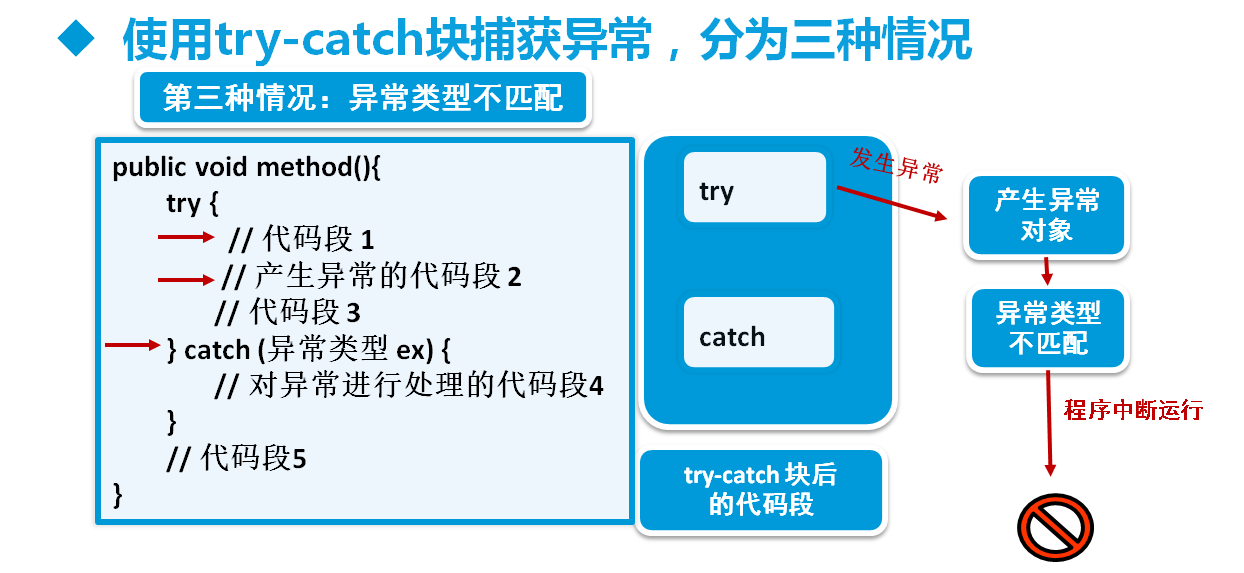 使用try-catch块捕获异常，分为三种情况
第三种情况：异常类型不匹配
public void method(){
try {
// 代码段 1
// 产生异常的代码段 2
// 代码段 3
} catch (异常类型 ex) {
// 对异常进行处理的代码段4
}
// 代码段5
}
try
catch
try-catch 块后
的代码段
发生异常
产生异常
对象
异常类型
不匹配
程序中断运行